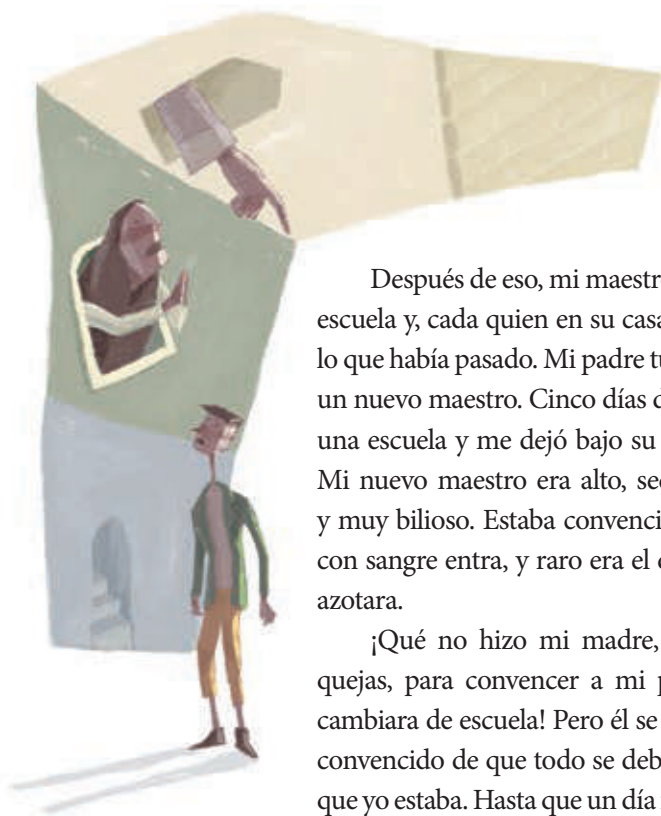 Después de eso, mi maestro
escuela y, cada quien en su casa
lo que había pasado. Mi padre tu
un nuevo maestro. Cinco días d
una escuela y me dejó bajo su
Mi nuevo maestro era alto, sec
y muy bilioso. Estaba convenci
con sangre entra, y raro era el
azotara.
¡Qué no hizo mi madre,
quejas, para convencer a mi p
cambiara de escuela! Pero él se
convencido de que todo se deb
que yo estaba. Hasta que un día